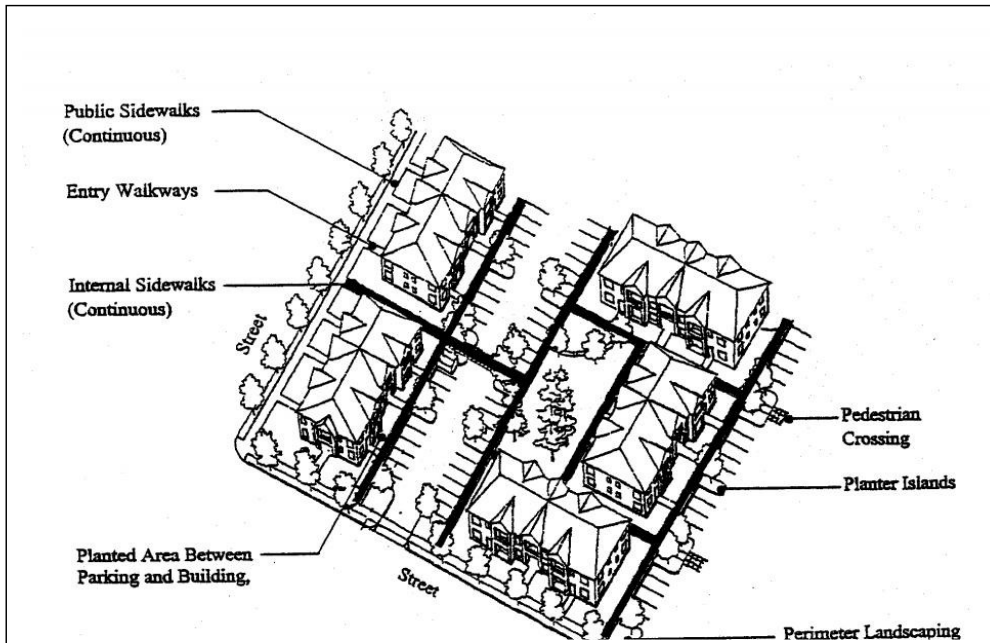 Public Sidewalks
(Continuous)
Entry Walkways
Internal Sidewalks
(Continuous)
Street
Pedestrian
Crossing
Planter Islands
Planted Area Between
Parking and Building,
Street
Perimeter Landscaping